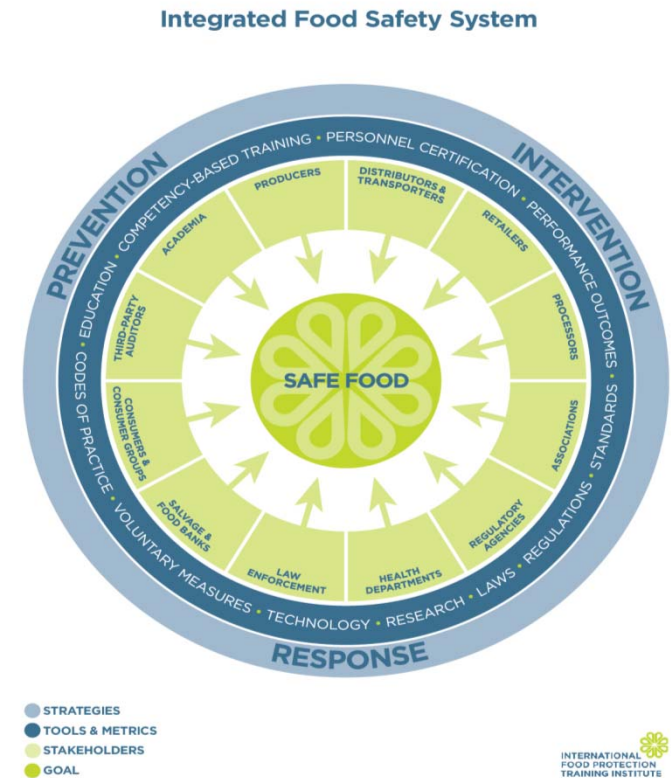 Integrated Food Safety System
PREVENTION
INTERVENTION
RESPONSE
EDUCATION • COMPETENCY-BASED TRAINING • PERSONNEL CERTIFICATION • PERFORMANCE OUTCOMES •
STANDARDS • REGULATIONS • LAWS • RESEARCH • TECHNOLOGY • VOLUNTARY MEASURES • CODES OF PRACTICE •
PRODUCERS
DISTRIBUTORS &
TRANSPORTERS
RETAILERS
PROCESSORS
ASSOCIATIONS
REGULATORY
AGENCIES
HEALTH
DEPARTMENTS
LAW
ENFORCEMENT
SALVAGE &
FOOD BANKS
CONSUMERS &
CONSUMER GROUPS
THIRD-PARTY
AUDITORS
ACADEMIA
SAFE FOOD
STRATEGIES
TOOLS & METRICS
STAKEHOLDERS
GOAL
INTERNATIONAL
FOOD PROTECTION
TRAINING INSTITUTE